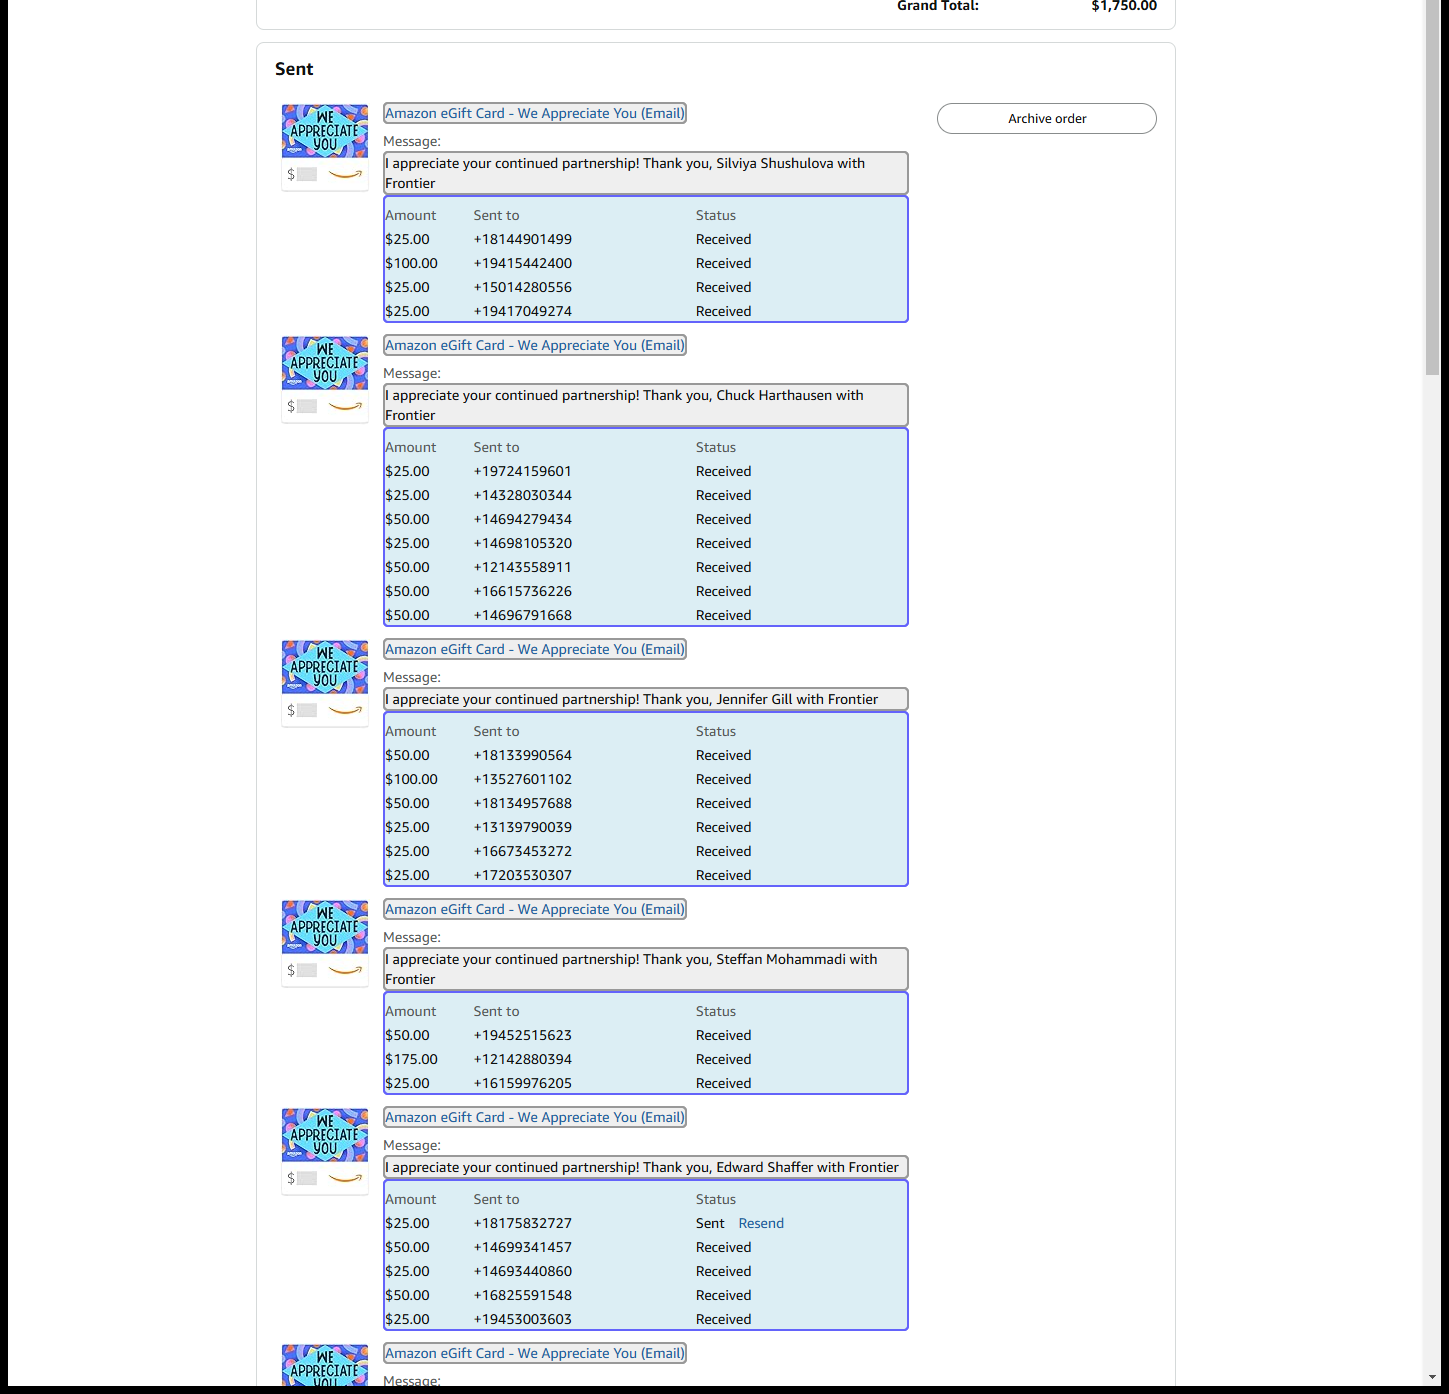 Grand Total: $1,750.00
Sent
WE
APPRECIATE
YOU
$
Amazon eGift Card - We Appreciate You (Email)
Archive order
Message:
I appreciate your continued partnership! Thank you, Silviya Shushulova with
Frontier
Amount Sent to Status
$25.00 +18144901499 Received
$100.00 +19415442400 Received
$25.00 +15014280556 Received
$25.00 +19417049274 Received
WE
APPRECIATE
YOU
$
Amazon eGift Card - We Appreciate You (Email)
Message:
I appreciate your continued partnership! Thank you, Chuck Harthausen with
Frontier
Amount Sent to Status
$25.00 +19724159601 Received
$25.00 +14328030344 Received
$50.00 +14694279434 Received
$25.00 +14698105320 Received
$50.00 +12143558911 Received
$50.00 +16615736226 Received
$50.00 +14696791668 Received
WE
APPRECIATE
YOU
$
Amazon eGift Card - We Appreciate You (Email)
Message:
I appreciate your continued partnership! Thank you, Jennifer Gill with Frontier
Amount Sent to Status
$50.00 +18133990564 Received
$100.00 +13527601102 Received
$50.00 +18134957688 Received
$25.00 +13139790039 Received
$25.00 +16673453272 Received
$25.00 +17203530307 Received
WE
APPRECIATE
YOU
$
Amazon eGift Card - We Appreciate You (Email)
Message:
I appreciate your continued partnership! Thank you, Steffan Mohammadi with
Frontier
Amount Sent to Status
$50.00 +19452515623 Received
$175.00 +12142880394 Received
$25.00 +16159976205 Received
WE
APPRECIATE
YOU
$
Amazon eGift Card - We Appreciate You (Email)
Message:
I appreciate your continued partnership! Thank you, Edward Shaffer with Frontier
Amount Sent to Status
$25.00 +18175832727 Sent Resend
$50.00 +14699341457 Received
$25.00 +14693440860 Received
$50.00 +16825591548 Received
$25.00 +19453003603 Received
WE
APPRECIATE
Amazon eGift Card - We Appreciate You (Email)
Message: